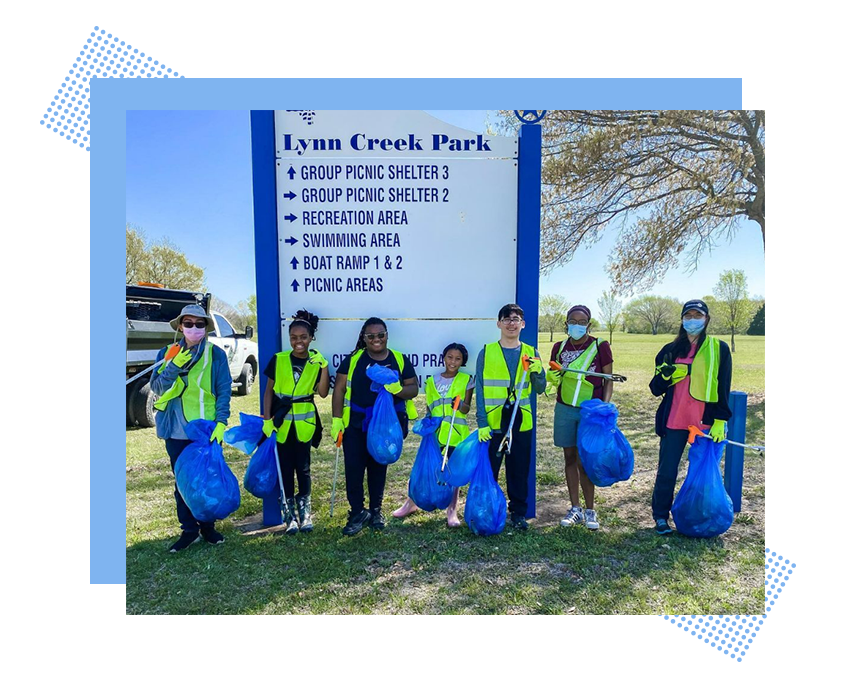 Lynn Creek Park
↑ GROUP PICNIC SHELTER 3
→ GROUP PICNIC SHELTER 2
→ RECREATION AREA
→ SWIMMING AREA
↑ BOAT RAMP 1 & 2
↑ PICNIC AREAS